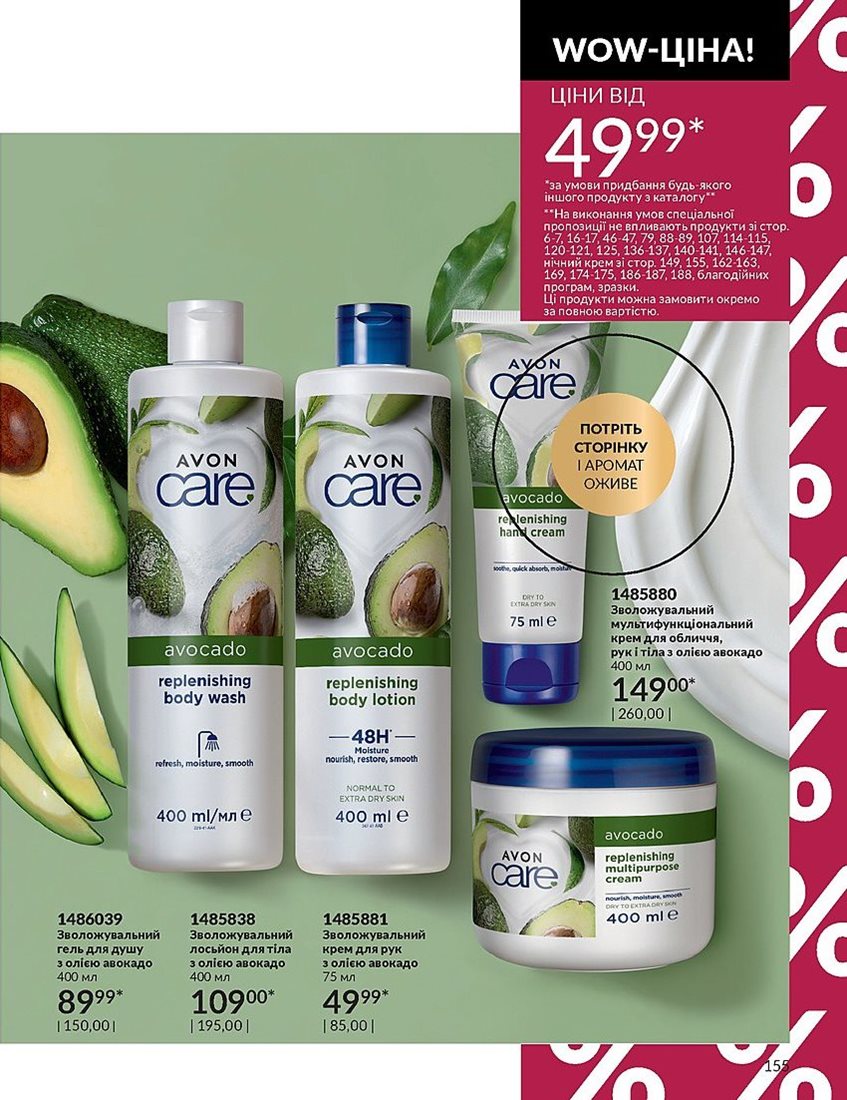 WOW-ЦІНА!
ЦІНИ ВІД
49⁹⁹*
*за умови придбання будь-якого
іншого продукту з каталогу**
**На виконання умов спеціальної
пропозиції не впливають продукти зі стор.
6-7, 16-17, 46-47, 79, 88-89, 107, 114-115,
120-121, 125, 136-137, 140-141, 146-147,
нічний крем зі стор. 149, 155, 162-163,
169, 174-175, 186-187, 188, благодійних
програм, зразки.
Ці продукти можна замовити окремо
за повною вартістю.
AVON
care
avocado
replenishing
body wash
refresh, moisture, smooth
400 ml/мл e
AVON
care
avocado
replenishing
body lotion
48H
Moisture
nourish, restore, smooth
NORMAL TO
EXTRA DRY SKIN
400 ml e
AVON
care
avocado
replenishing
hand cream
soothe, quick absorb, moistu
DRY TO
EXTRA DRY SKIN
75 ml e
ПОТРІТЬ
СТОРІНКУ
І АРОМАТ
ОЖИВЕ
1485880
Зволожувальний
мультифункціональний
крем для обличчя,
рук і тіла з олією авокадо
400 мл
149⁰⁰*
|260,00|
AVON
care
avocado
replenishing
multipurpose
cream
nourish, moisture, smooth
DRY TO EXTRA DRY SKIN
400 ml e
1486039
Зволожувальний
гель для душу
з олією авокадо
400 мл
89⁹⁹*
|150,00|
1485838
Зволожувальний
лосьйон для тіла
з олією авокадо
400 мл
109⁰⁰*
|195,00|
1485881
Зволожувальний
крем для рук
з олією авокадо
75 мл
49⁹⁹*
|85,00|
155